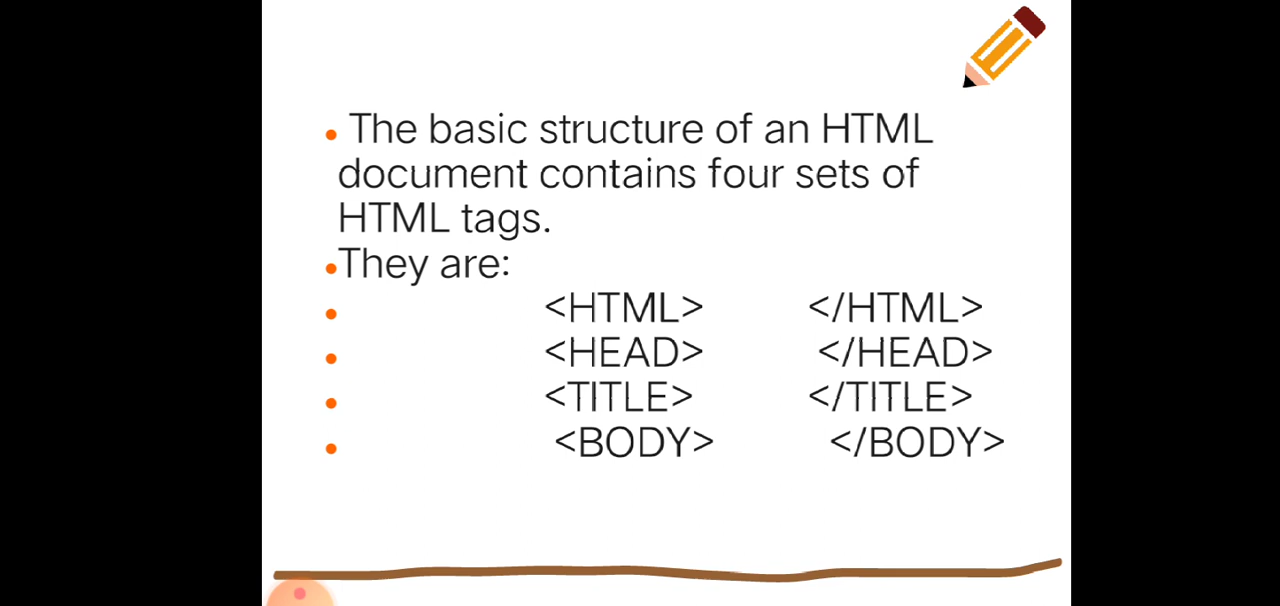 • The basic structure of an HTML
document contains four sets of
HTML tags.
•They are:
• <HTML> </HTML>
• <HEAD> </HEAD>
• <TITLE> </TITLE>
• <BODY> </BODY>